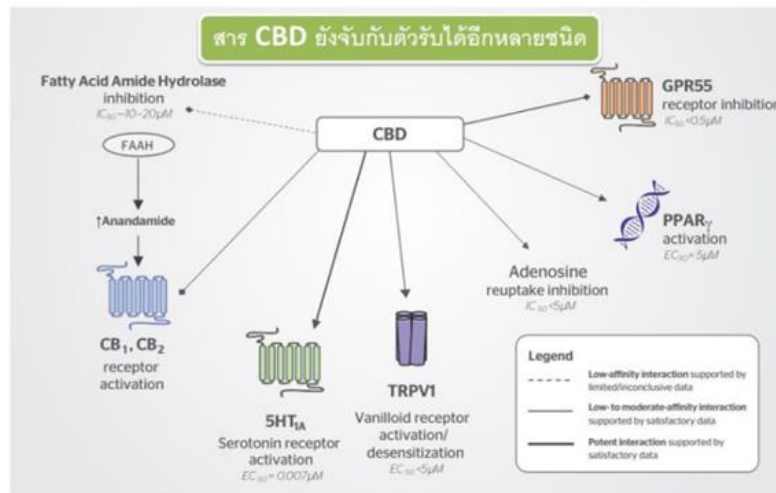 สาร CBD ยังจับกับตัวรับได้อีกหลายชนิด
Fatty Acid Amide Hydrolase
inhibition
IC50~10-20µM
FAAH
↑Anandamide
CB1, CB2
receptor
activation
CBD
5HT1A
Serotonin receptor
activation
EC50= 0.007µM
TRPV1
Vanilloid receptor
activation/
desensitization
EC50<5µM
Adenosine
reuptake inhibition
IC50<5µM
GPR55
receptor inhibition
IC50<0.5µM
PPARγ
activation
EC50= 5µM
Legend
Low-affinity interaction supported by
limited/inconclusive data
Low- to moderate-affinity interaction
supported by satisfactory data
Potent interaction supported by
satisfactory data